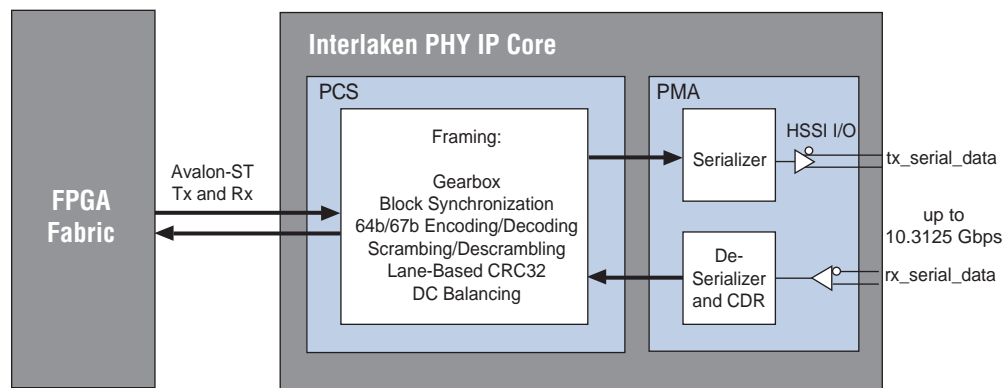 Interlaken PHY IP Core
FPGA
Fabric
Avalon-ST
Tx and Rx
PCS
Framing:
Gearbox
Block Synchronization
64b/67b Encoding/Decoding
Scrambing/Descrambling
Lane-Based CRC32
DC Balancing
PMA
Serializer
HSSI I/O
tx_serial_data
up to
10.3125 Gbps
De-
Serializer
and CDR
rx_serial_data